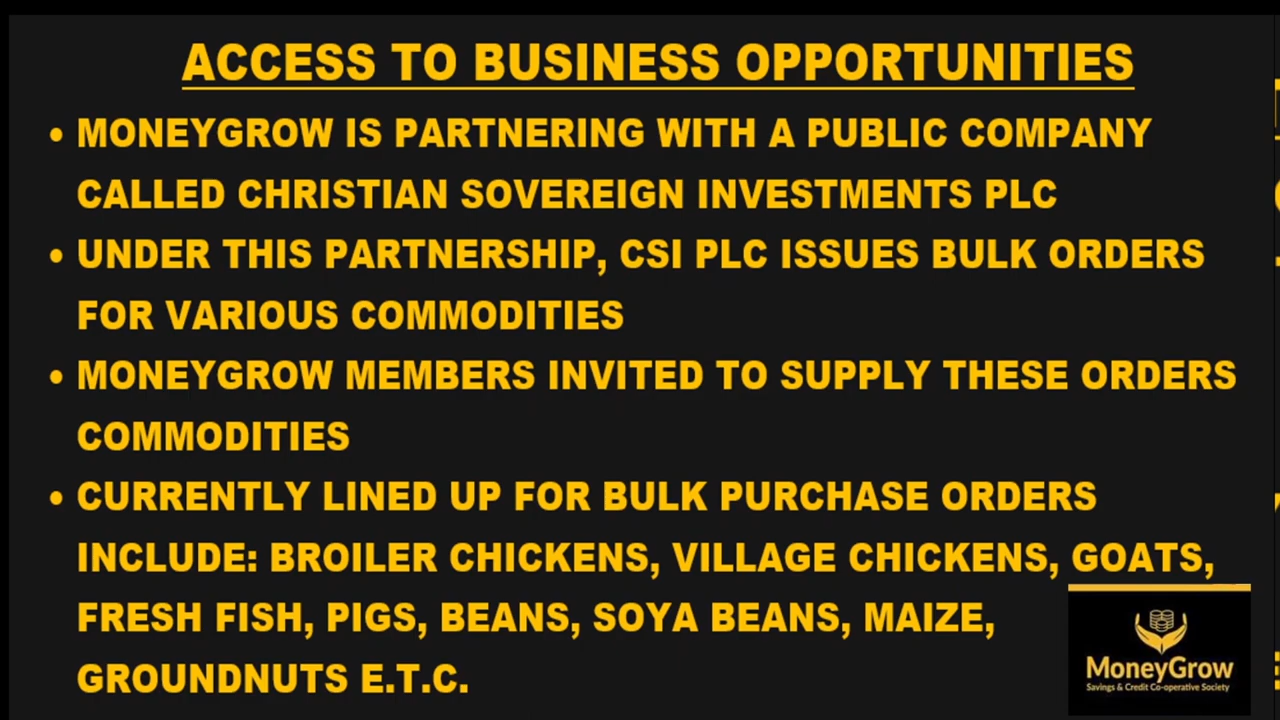 ACCESS TO BUSINESS OPPORTUNITIES
• MONEYGROW IS PARTNERING WITH A PUBLIC COMPANY
CALLED CHRISTIAN SOVEREIGN INVESTMENTS PLC
• UNDER THIS PARTNERSHIP, CSI PLC ISSUES BULK ORDERS
FOR VARIOUS COMMODITIES
• MONEYGROW MEMBERS INVITED TO SUPPLY THESE ORDERS
COMMODITIES
• CURRENTLY LINED UP FOR BULK PURCHASE ORDERS
INCLUDE: BROILER CHICKENS, VILLAGE CHICKENS, GOATS,
FRESH FISH, PIGS, BEANS, SOYA BEANS, MAIZE,
GROUNDNUTS E.T.C.
MoneyGrow
Savings & Credit Co-operative Society